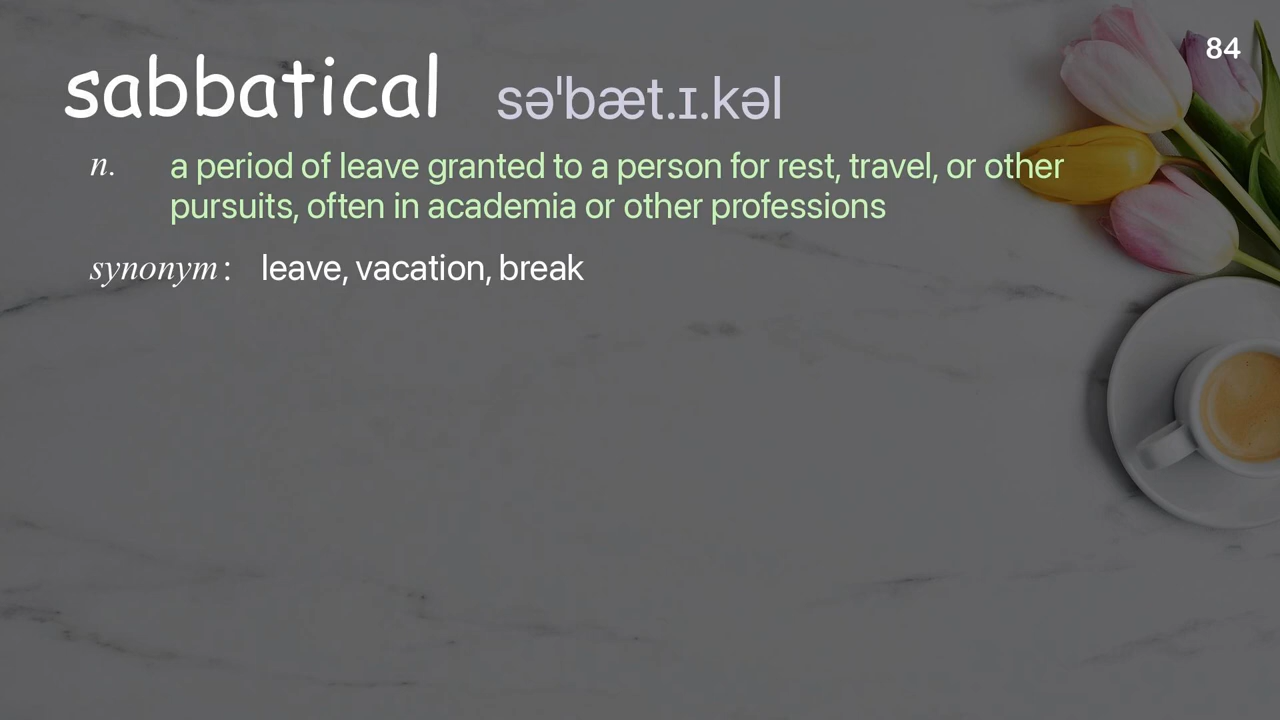 84
sabbatical səˈbæt.ɪ.kəl
n. a period of leave granted to a person for rest, travel, or other
pursuits, often in academia or other professions
synonym: leave, vacation, break